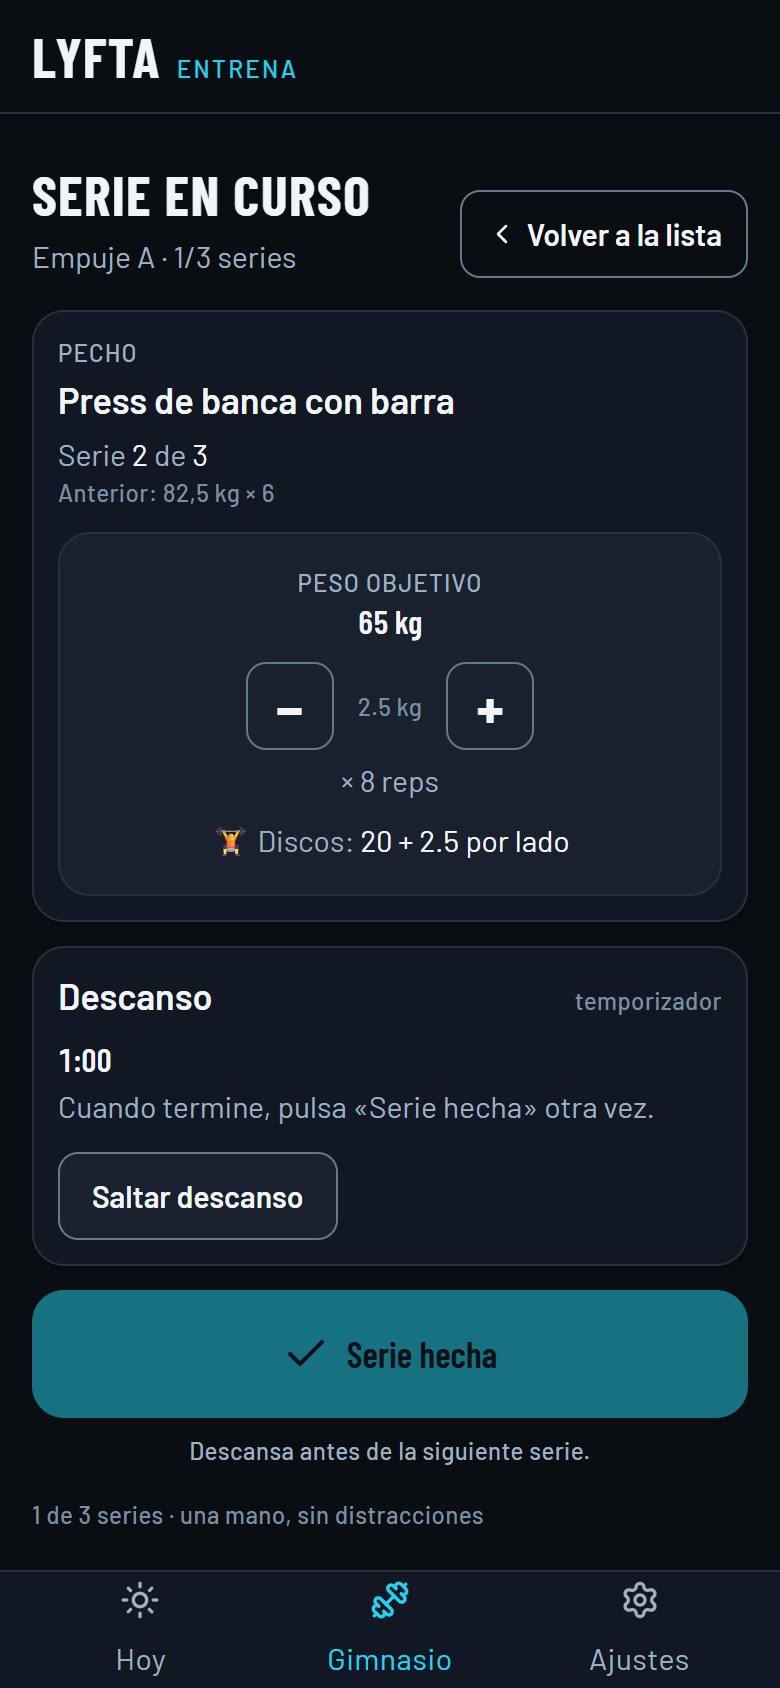 LYFTA ENTRENA
SERIE EN CURSO
Empuje A · 1/3 series
Volver a la lista
PECHO
Press de banca con barra
Serie 2 de 3
Anterior: 82,5 kg × 6
PESO OBJETIVO
65 kg
− 2.5 kg +
× 8 reps
Discos: 20 + 2.5 por lado
Descanso
temporizador
1:00
Cuando termine, pulsa «Serie hecha» otra vez.
Saltar descanso
Serie hecha
Descansa antes de la siguiente serie.
1 de 3 series · una mano, sin distracciones
Hoy
Gimnasio
Ajustes